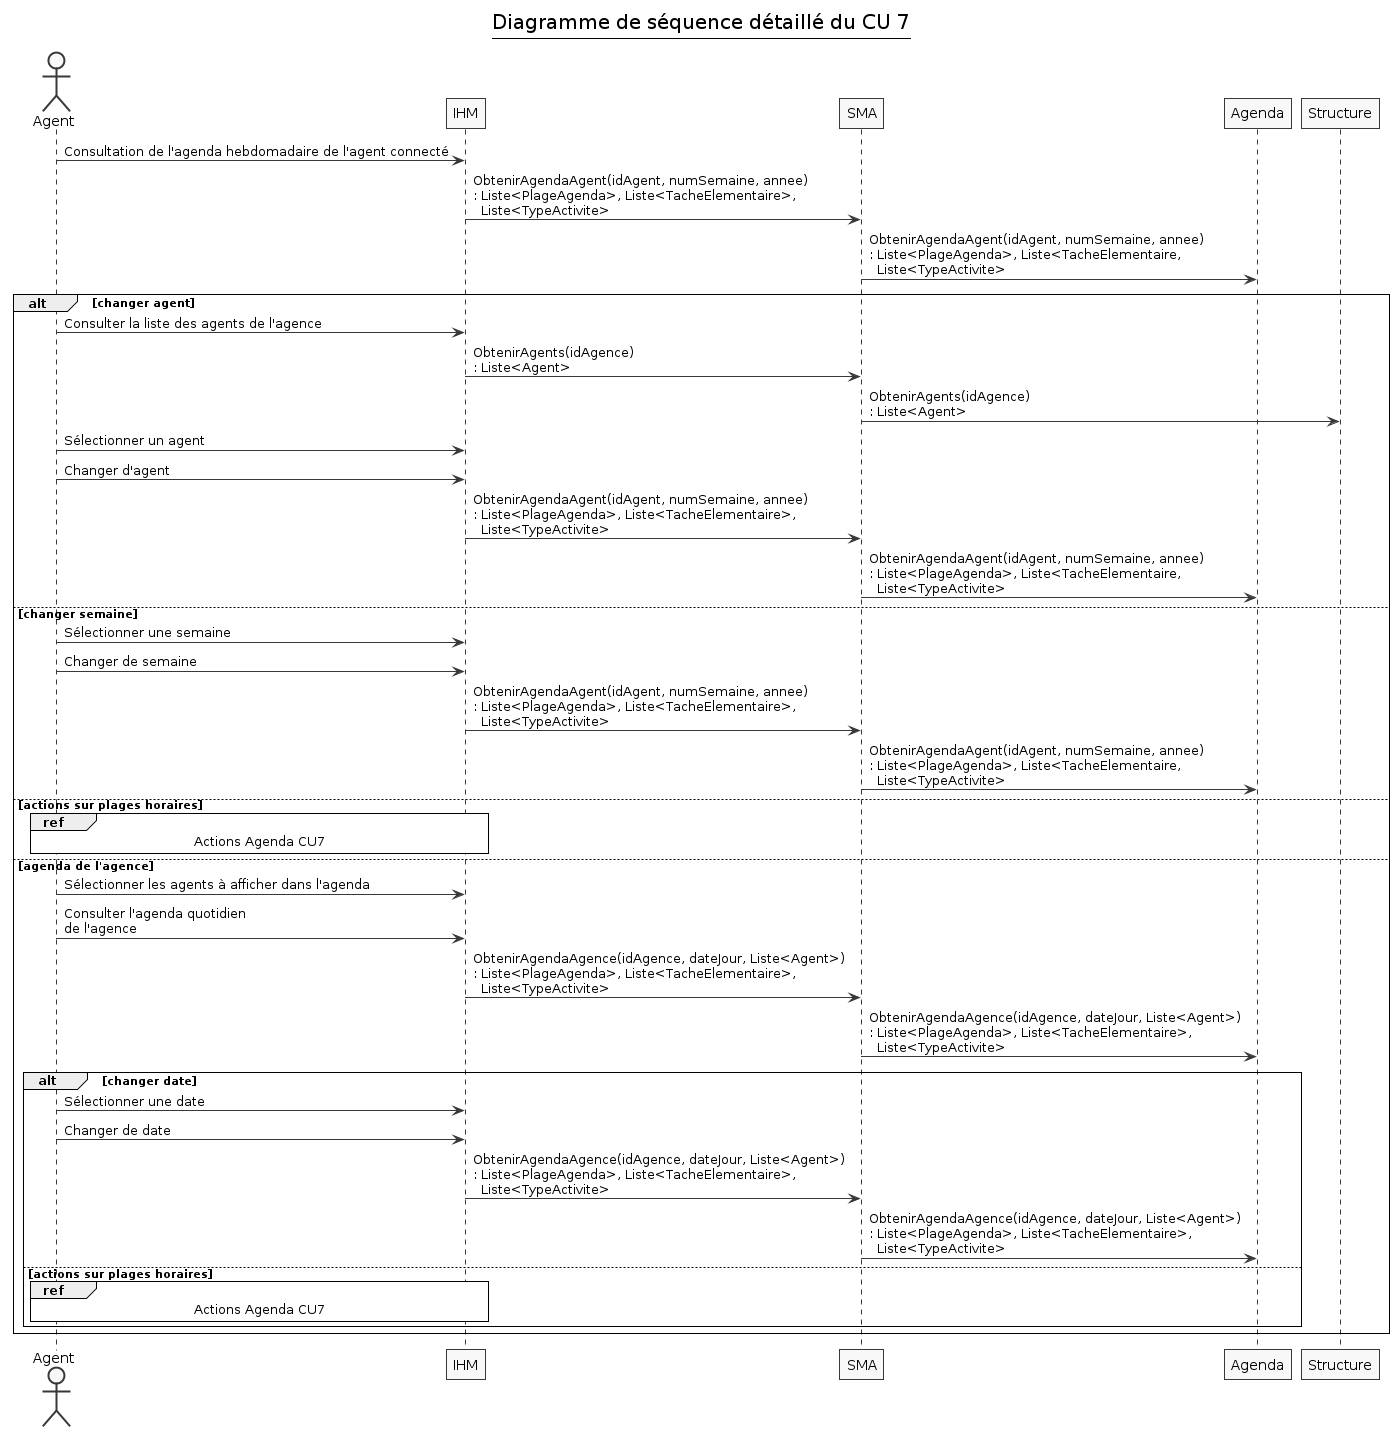 Diagramme de séquence détaillé du CU 7
Agent
IHM
SMA
Agenda
Structure
Consultation de l'agenda hebdomadaire de l'agent connecté
ObtenirAgendaAgent(idAgent, numSemaine, annee)
: Liste<PlageAgenda>, Liste<TacheElementaire>,
Liste<TypeActivite>
ObtenirAgendaAgent(idAgent, numSemaine, annee)
: Liste<PlageAgenda>, Liste<TacheElementaire,
Liste<TypeActivite>
alt [changer agent]
Consulter la liste des agents de l'agence
ObtenirAgents(idAgence)
: Liste<Agent>
ObtenirAgents(idAgence)
: Liste<Agent>
Sélectionner un agent
Changer d'agent
ObtenirAgendaAgent(idAgent, numSemaine, annee)
: Liste<PlageAgenda>, Liste<TacheElementaire>,
Liste<TypeActivite>
ObtenirAgendaAgent(idAgent, numSemaine, annee)
: Liste<PlageAgenda>, Liste<TacheElementaire,
Liste<TypeActivite>
[changer semaine]
Sélectionner une semaine
Changer de semaine
ObtenirAgendaAgent(idAgent, numSemaine, annee)
: Liste<PlageAgenda>, Liste<TacheElementaire>,
Liste<TypeActivite>
ObtenirAgendaAgent(idAgent, numSemaine, annee)
: Liste<PlageAgenda>, Liste<TacheElementaire,
Liste<TypeActivite>
[actions sur plages horaires]
ref
Actions Agenda CU7
[agenda de l'agence]
Sélectionner les agents à afficher dans l'agenda
Consulter l'agenda quotidien
de l'agence
ObtenirAgendaAgence(idAgence, dateJour, Liste<Agent>)
: Liste<PlageAgenda>, Liste<TacheElementaire>,
Liste<TypeActivite>
ObtenirAgendaAgence(idAgence, dateJour, Liste<Agent>)
: Liste<PlageAgenda>, Liste<TacheElementaire>,
Liste<TypeActivite>
alt [changer date]
Sélectionner une date
Changer de date
ObtenirAgendaAgence(idAgence, dateJour, Liste<Agent>)
: Liste<PlageAgenda>, Liste<TacheElementaire>,
Liste<TypeActivite>
ObtenirAgendaAgence(idAgence, dateJour, Liste<Agent>)
: Liste<PlageAgenda>, Liste<TacheElementaire>,
Liste<TypeActivite>
[actions sur plages horaires]
ref
Actions Agenda CU7
Agent
IHM
SMA
Agenda
Structure